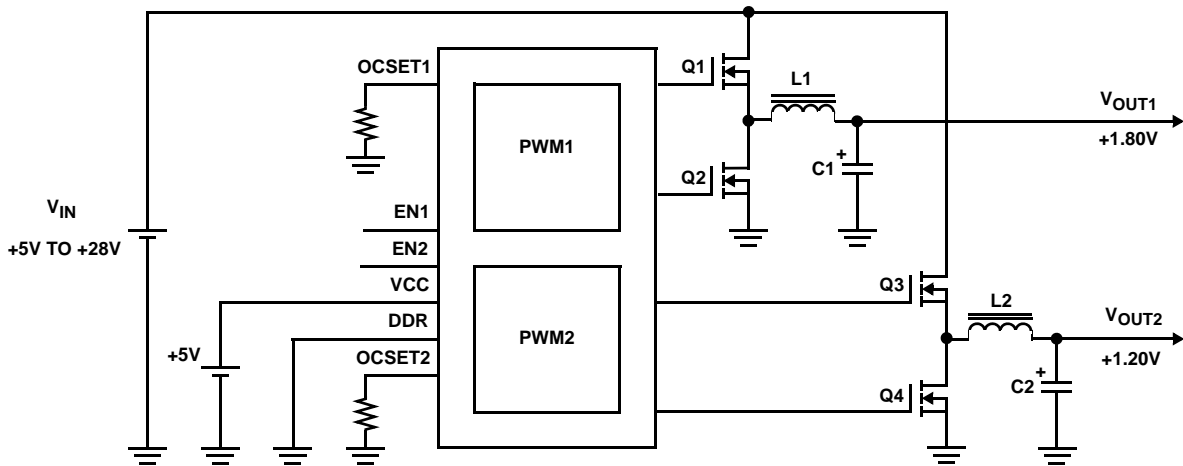 OCSET1
Q1
L1
VOUT1
+1.80V
PWM1
Q2
C1
+
VIN
+5V TO +28V
EN1
EN2
VCC
DDR
OCSET2
+5V
PWM2
Q3
L2
VOUT2
+1.20V
Q4
C2
+